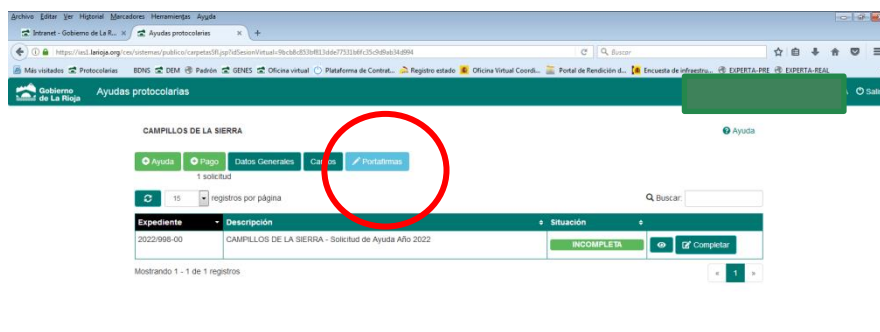 Archivo Editar Ver Historial Marcadores Herramientas Ayuda
Intranet - Gobierno de La R... × Ayudas protocolarias × +
https://ias1.larioja.org/ces/sistemas/publico/carpetasSR.jsp?idSesionVirtual= Buscar
Más visitados Protocolarias BDNS DEM Padrón GENES Oficina virtual Plataforma de Contrat... Registro estado Oficina Virtual Coordi... Portal de Rendición d... Encuesta de infraestru... EXPERTA-PRE EXPERTA-REAL
Gobierno de La Rioja Ayudas protocolarias Salir
CAMPILLOS DE LA SIERRA Ayuda
Ayuda Pago Datos Generales Portafirmas
1 solicitud
15 registros por página Buscar:
Expediente Descripción Situación
2022/998-00 CAMPILLOS DE LA SIERRA - Solicitud de Ayuda Año 2022 INCOMPLETA Completar
Mostrando 1 - 1 de 1 registros « 1 »